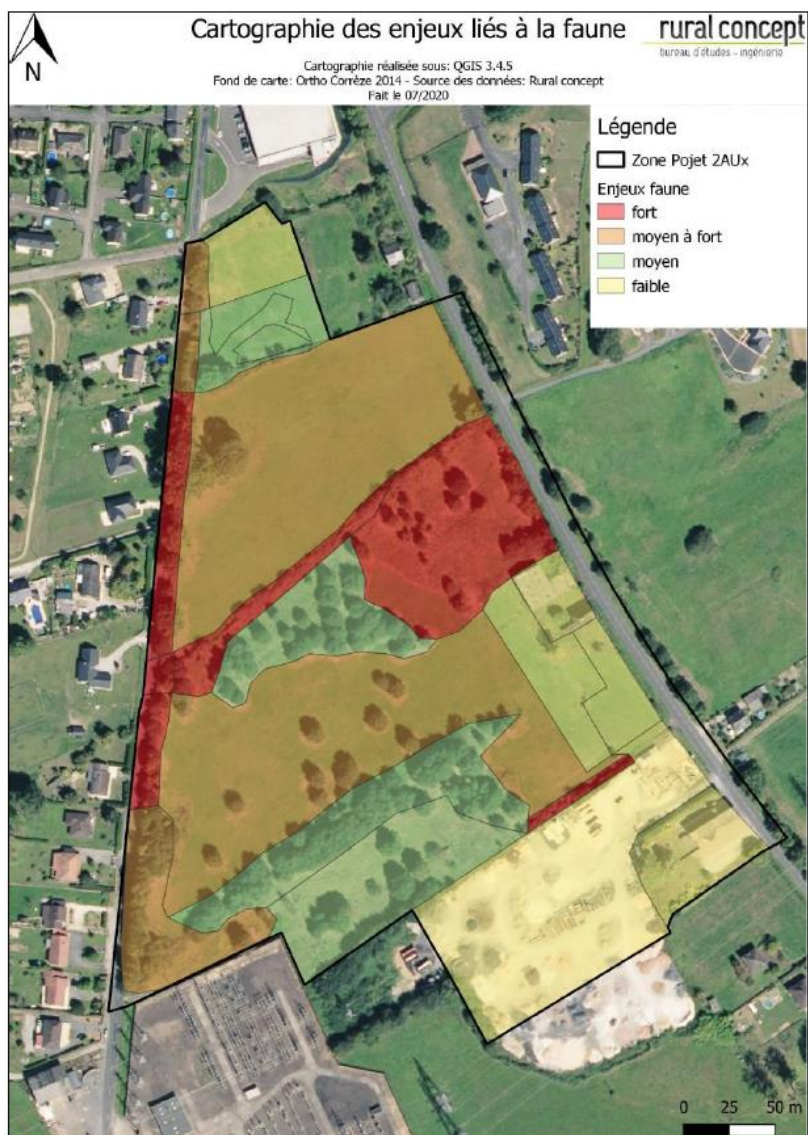 Cartographie des enjeux liés à la faune
rural concept
bureau d'études - ingénierie
N
Cartographie réalisée sous: QGIS 3.4.5
Fond de carte: Ortho Corrèze 2014 - Source des données: Rural concept
Fait le 07/2020
Légende
Zone Pojet 2AUx
Enjeux faune
fort
moyen à fort
moyen
faible
0 25 50 m